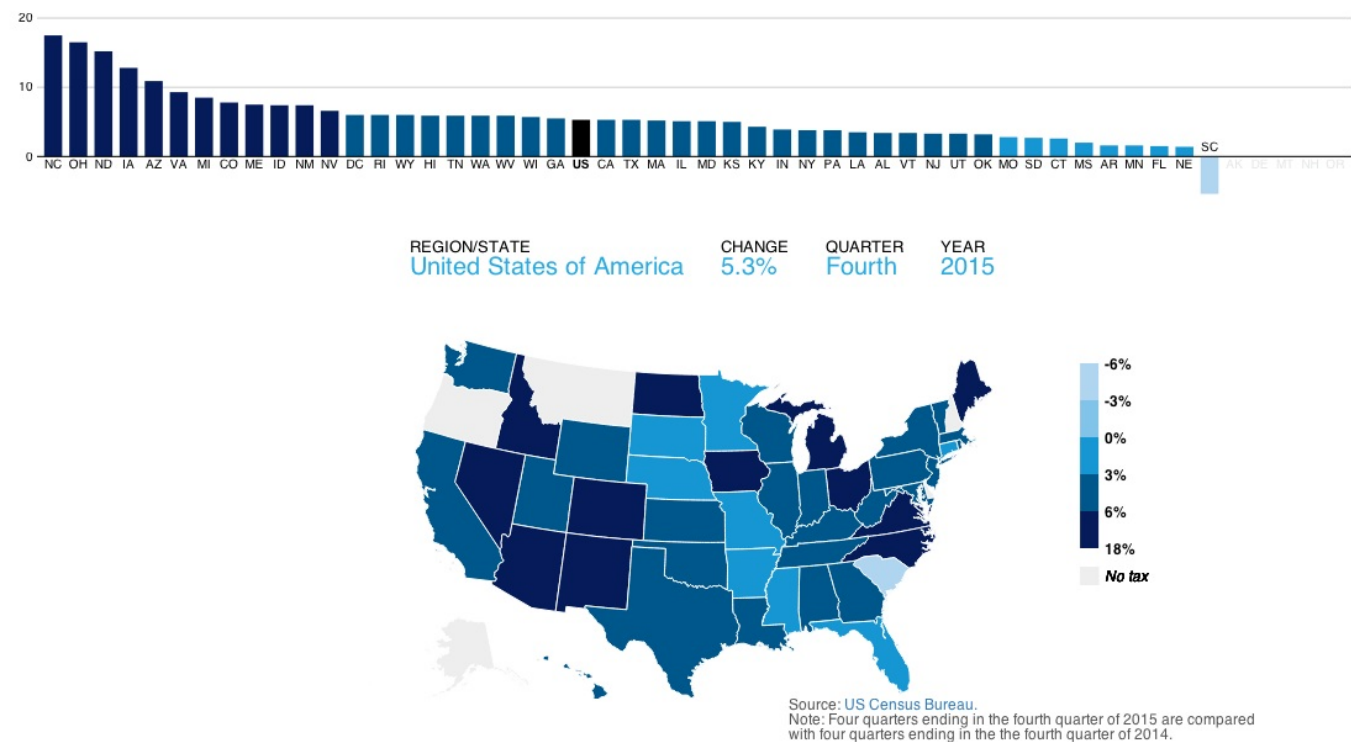 20
10
0
NC OH ND IA AZ VA MI CO ME ID NM NV DC RI WY HI TN WA WV WI GA US CA TX MA IL MD KS KY IN NY PA LA AL VT NJ UT OK MO SD CT MS AR MN FL NE SC AK DE MT NH OR
REGION/STATE CHANGE QUARTER YEAR
United States of America 5.3% Fourth 2015
-6%
-3%
0%
3%
6%
18%
No tax
Source: US Census Bureau.
Note: Four quarters ending in the fourth quarter of 2015 are compared
with four quarters ending in the the fourth quarter of 2014.